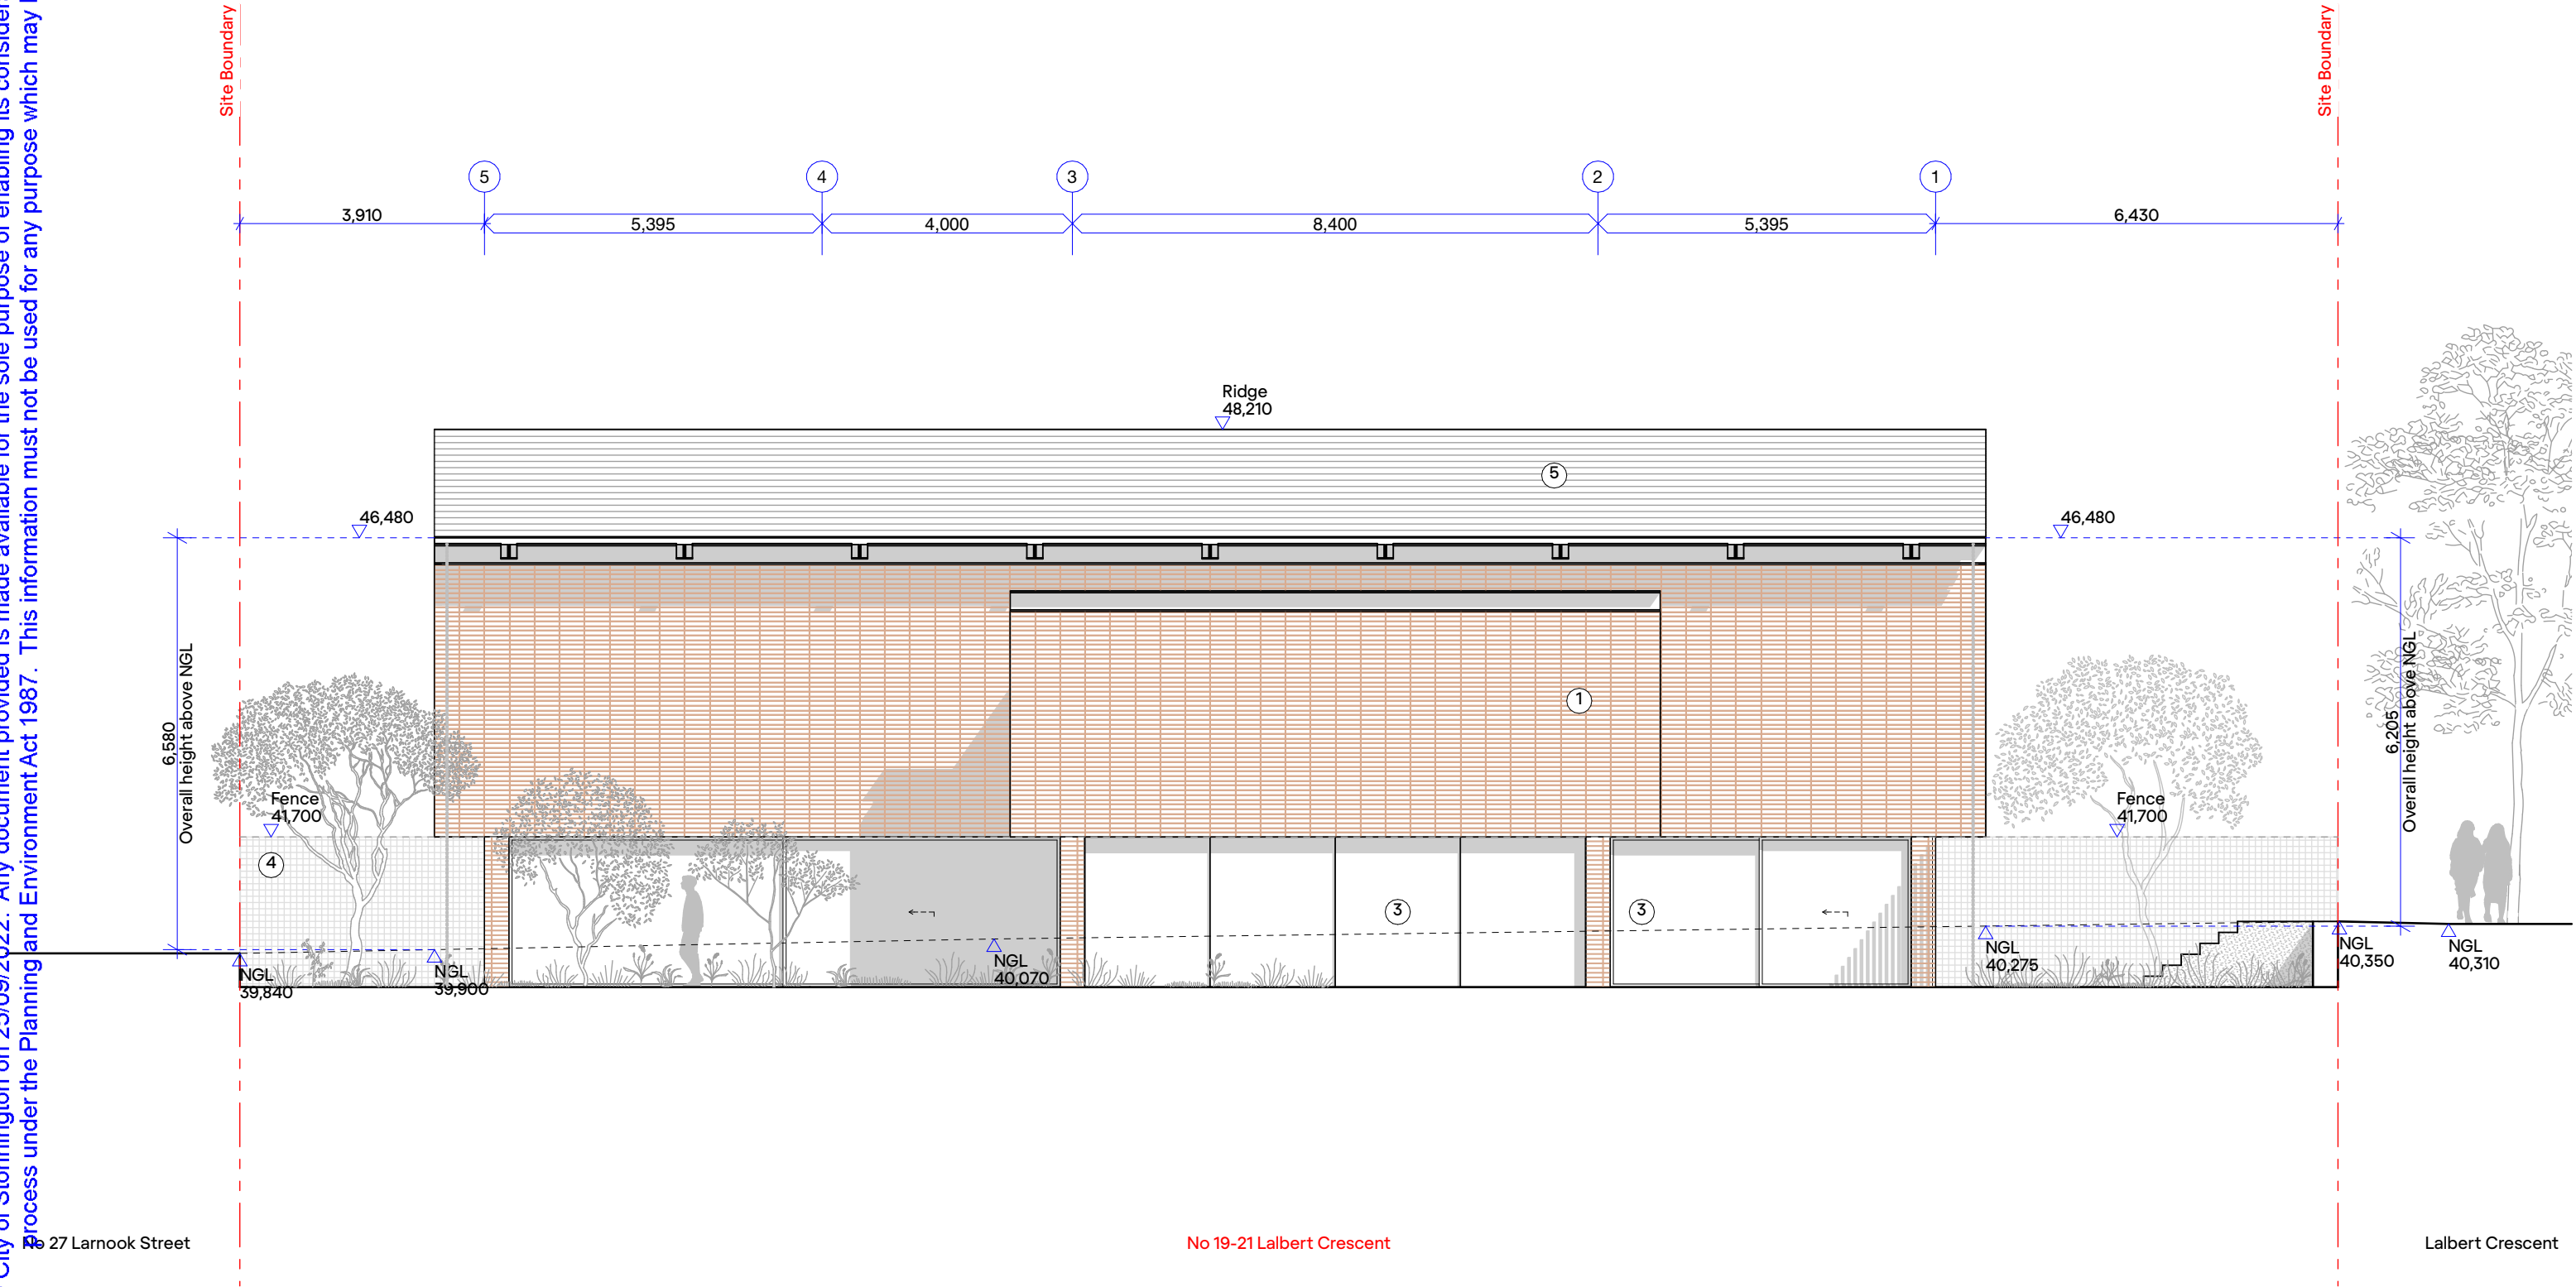 City of Stonnington on 23/09/2022. Any document provided is made available for the sole purpose of enabling its
process under the Planning and Environment Act 1987. This information must not be used for any purpose which may
Site Boundary
Site Boundary
5
4
3
2
1
3,910
5,395
4,000
8,400
5,395
6,430
Ridge
48,210
5
46,480
46,480
6,580
Overall height above NGL
6,205
Overall height above NGL
1
Fence
41,700
Fence
41,700
4
3
3
NGL
39,840
NGL
39,900
NGL
40,070
NGL
40,275
NGL
40,350
NGL
40,310
No 27 Larnook Street
No 19-21 Lalbert Crescent
Lalbert Crescent